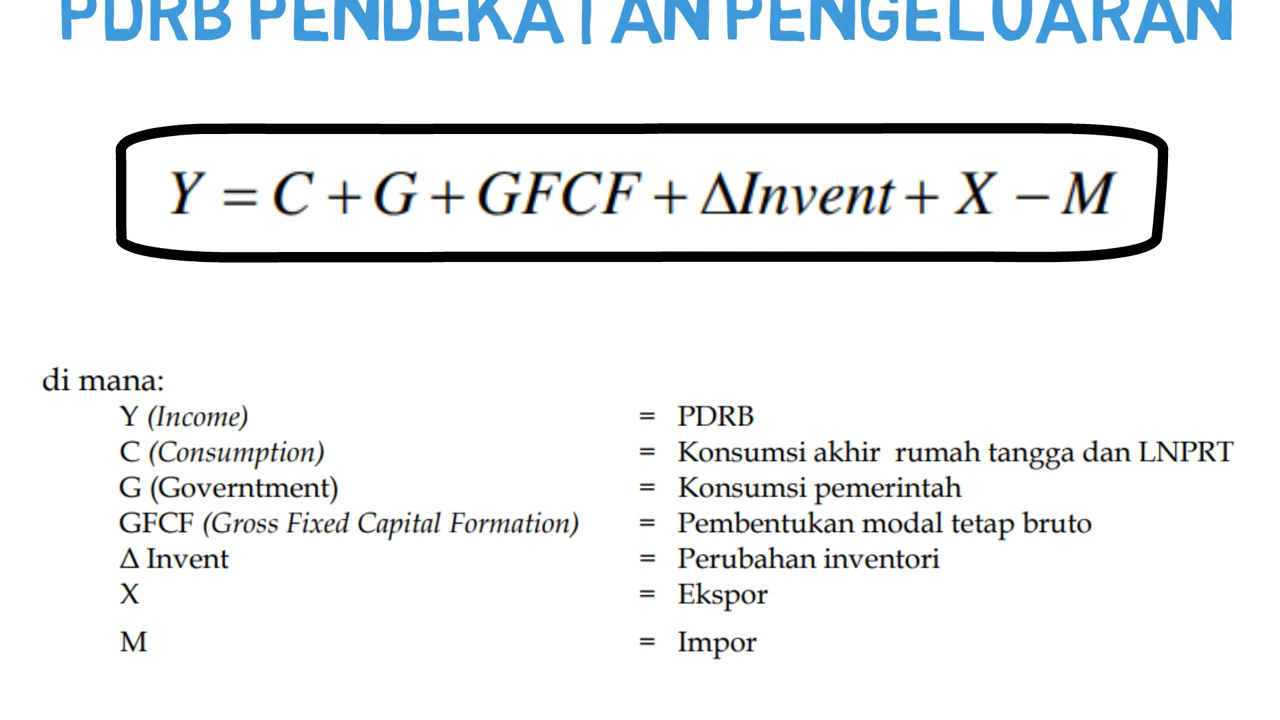 PDRB PENDEKATAN PENGELUARAN
Y = C + G + GFCF + ΔInvent + X − M
di mana:
Y (Income) = PDRB
C (Consumption) = Konsumsi akhir rumah tangga dan LNPRT
G (Governtment) = Konsumsi pemerintah
GFCF (Gross Fixed Capital Formation) = Pembentukan modal tetap bruto
Δ Invent = Perubahan inventori
X = Ekspor
M = Impor